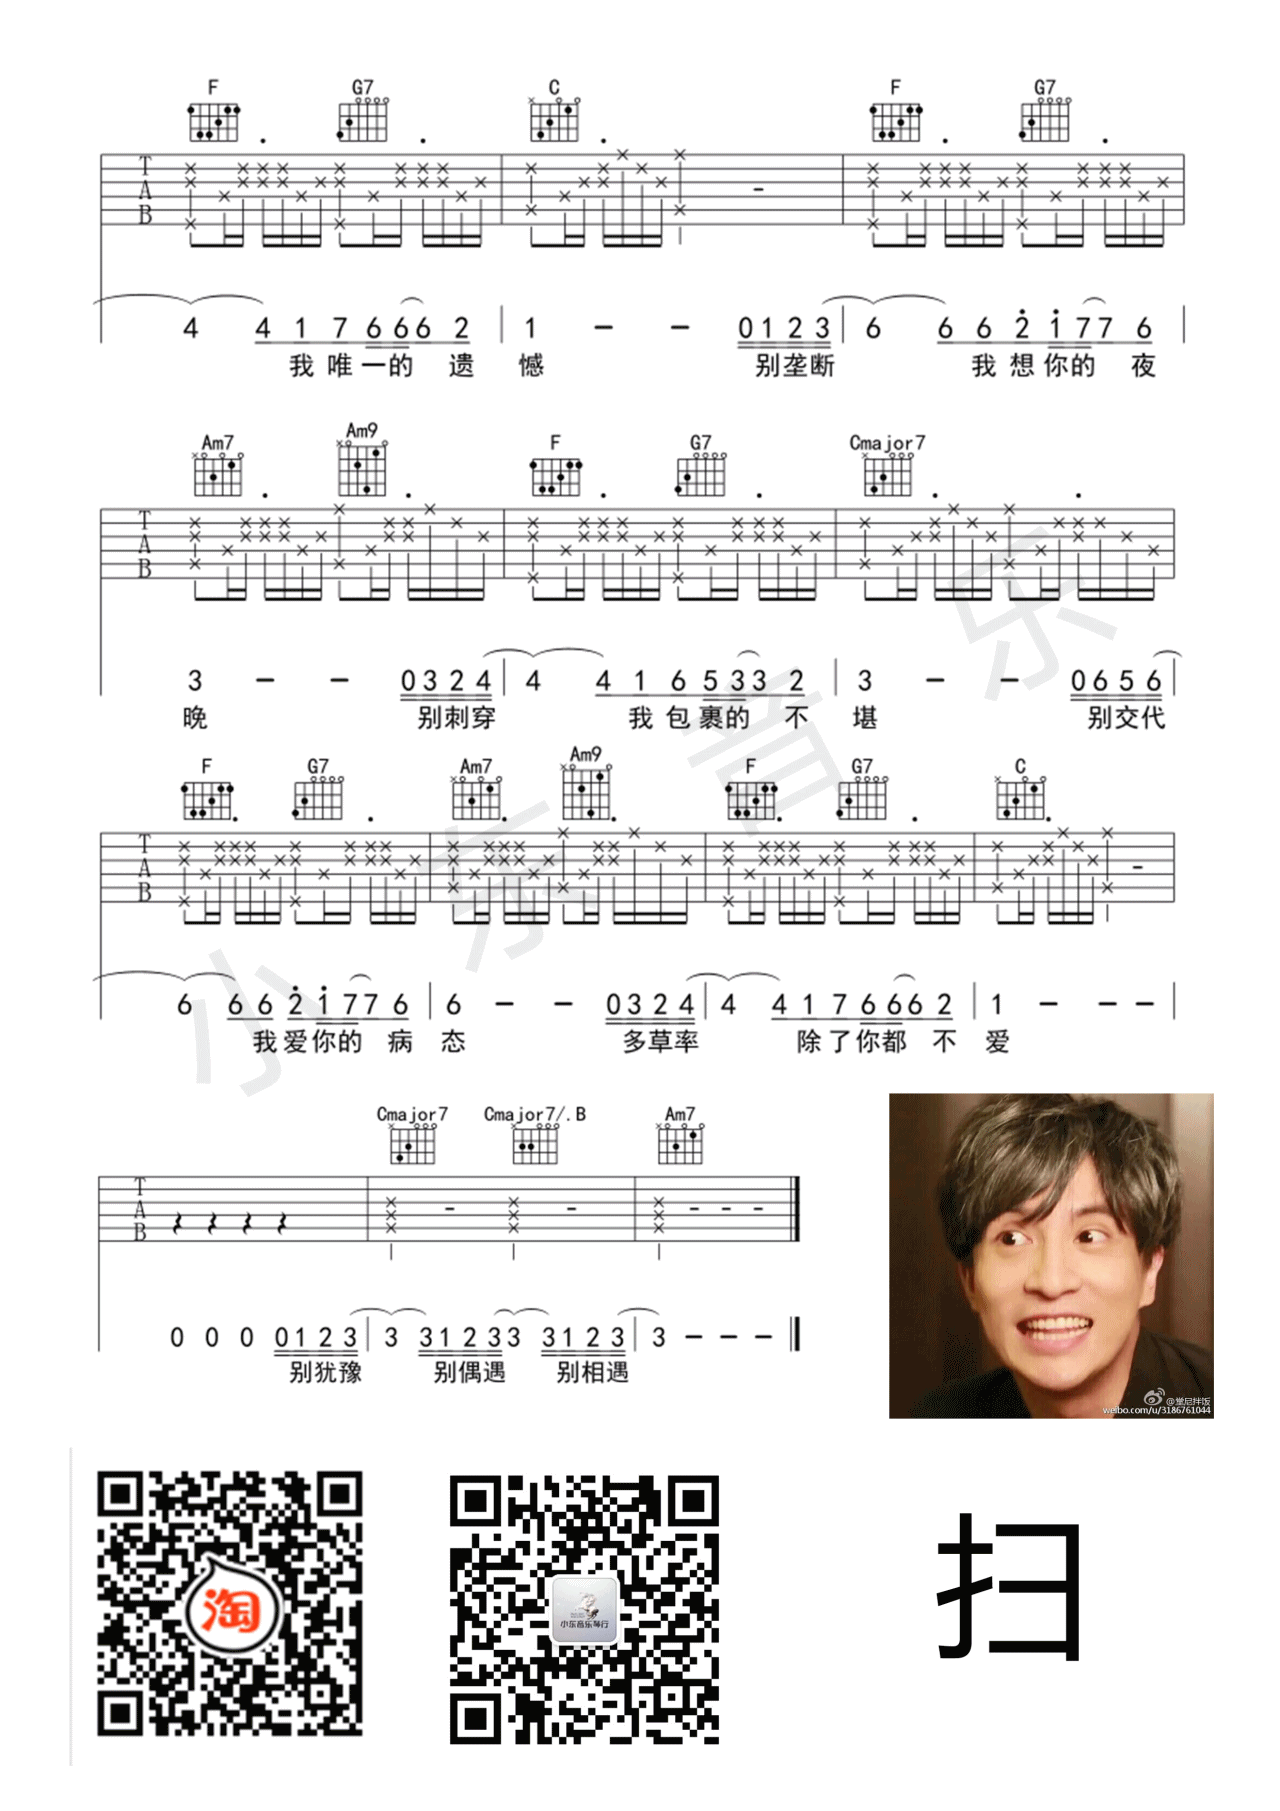 F G7 C F G7
T
A
B
4 4 1 7 6 6 6 2 1 - - 0 1 2 3 6 6 6 2 1 7 7 6
我 唯 一 的 遗 憾 别 垄 断 我 想 你 的 夜
Am7 Am9 F G7 Cmajor7
T
A
B
3 - - 0 3 2 4 4 4 1 6 5 3 3 2 3 - - 0 6 5 6
晚 别 刺 穿 我 包 裹 的 不 堪 别 交 代
F G7 Am7 Am9 F G7 C
T
A
B
6 6 6 2 1 7 7 6 6 - - 0 3 2 4 4 4 1 7 6 6 6 2 1 - - -
我 爱 你 的 病 态 多 草 率 除 了 你 都 不 爱
Cmajor7 Cmajor7/.B Am7
T
A
B
0 0 0 0 1 2 3 3 3 1 2 3 3 3 1 2 3 3 - - -
别 犹 豫 别 偶 遇 别 相 遇
小东音乐
@堂尼拌饭
weibo.com/u/3186761044
淘
小东音乐琴行
扫